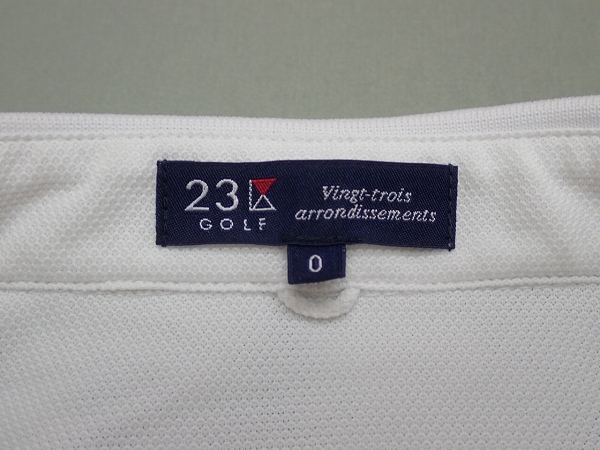 23
GOLF
Vingt-trois
arrondissements
0